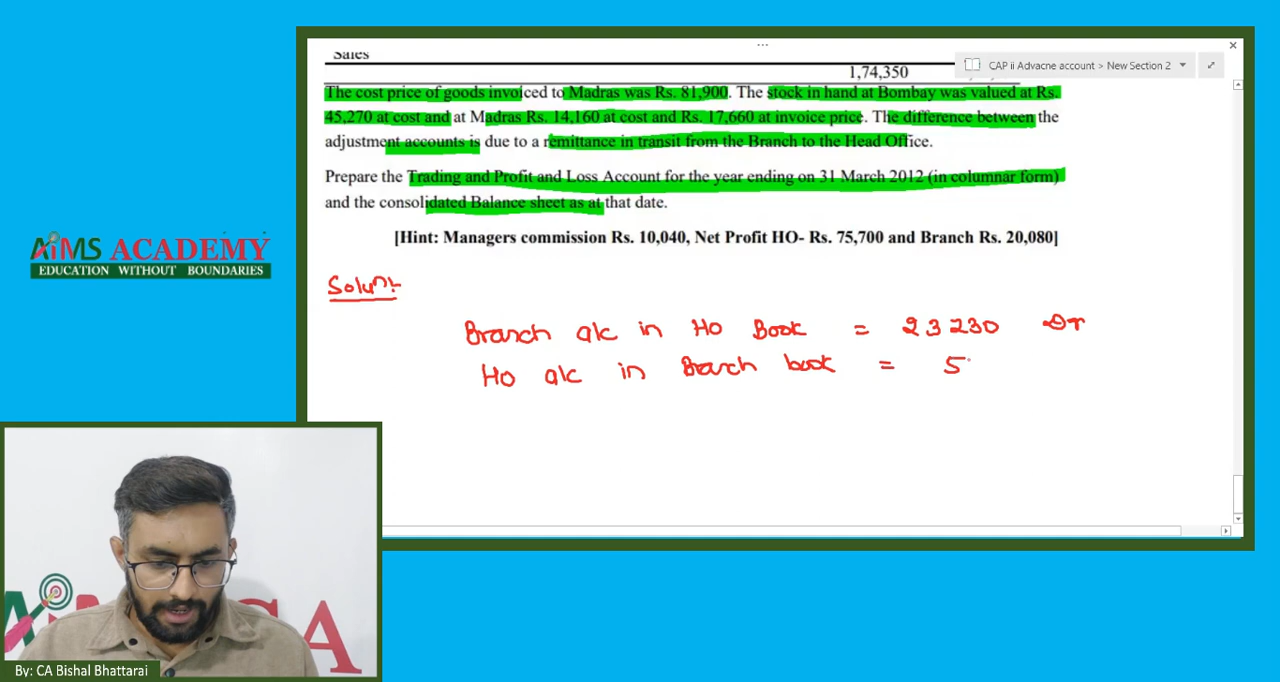 Sales
1,74,350
CAP ii Advacne account > New Section 2
The cost price of goods invoiced to Madras was Rs. 81,900. The stock in hand at Bombay was valued at Rs.
45,270 at cost and at Madras Rs. 14,160 at cost and Rs. 17,660 at invoice price. The difference between the
adjustment accounts is due to a remittance in transit from the Branch to the Head Office.
Prepare the Trading and Profit and Loss Account for the year ending on 31 March 2012 (in columnar form)
and the consolidated Balance sheet as at that date.
[Hint: Managers commission Rs. 10,040, Net Profit HO- Rs. 75,700 and Branch Rs. 20,080]
AiMS ACADEMY
EDUCATION WITHOUT BOUNDARIES
Solun:
Branch a/c in HO Book = 23230 Dr
HO a/c in Branch book = 5
CA
By: CA Bishal Bhattarai